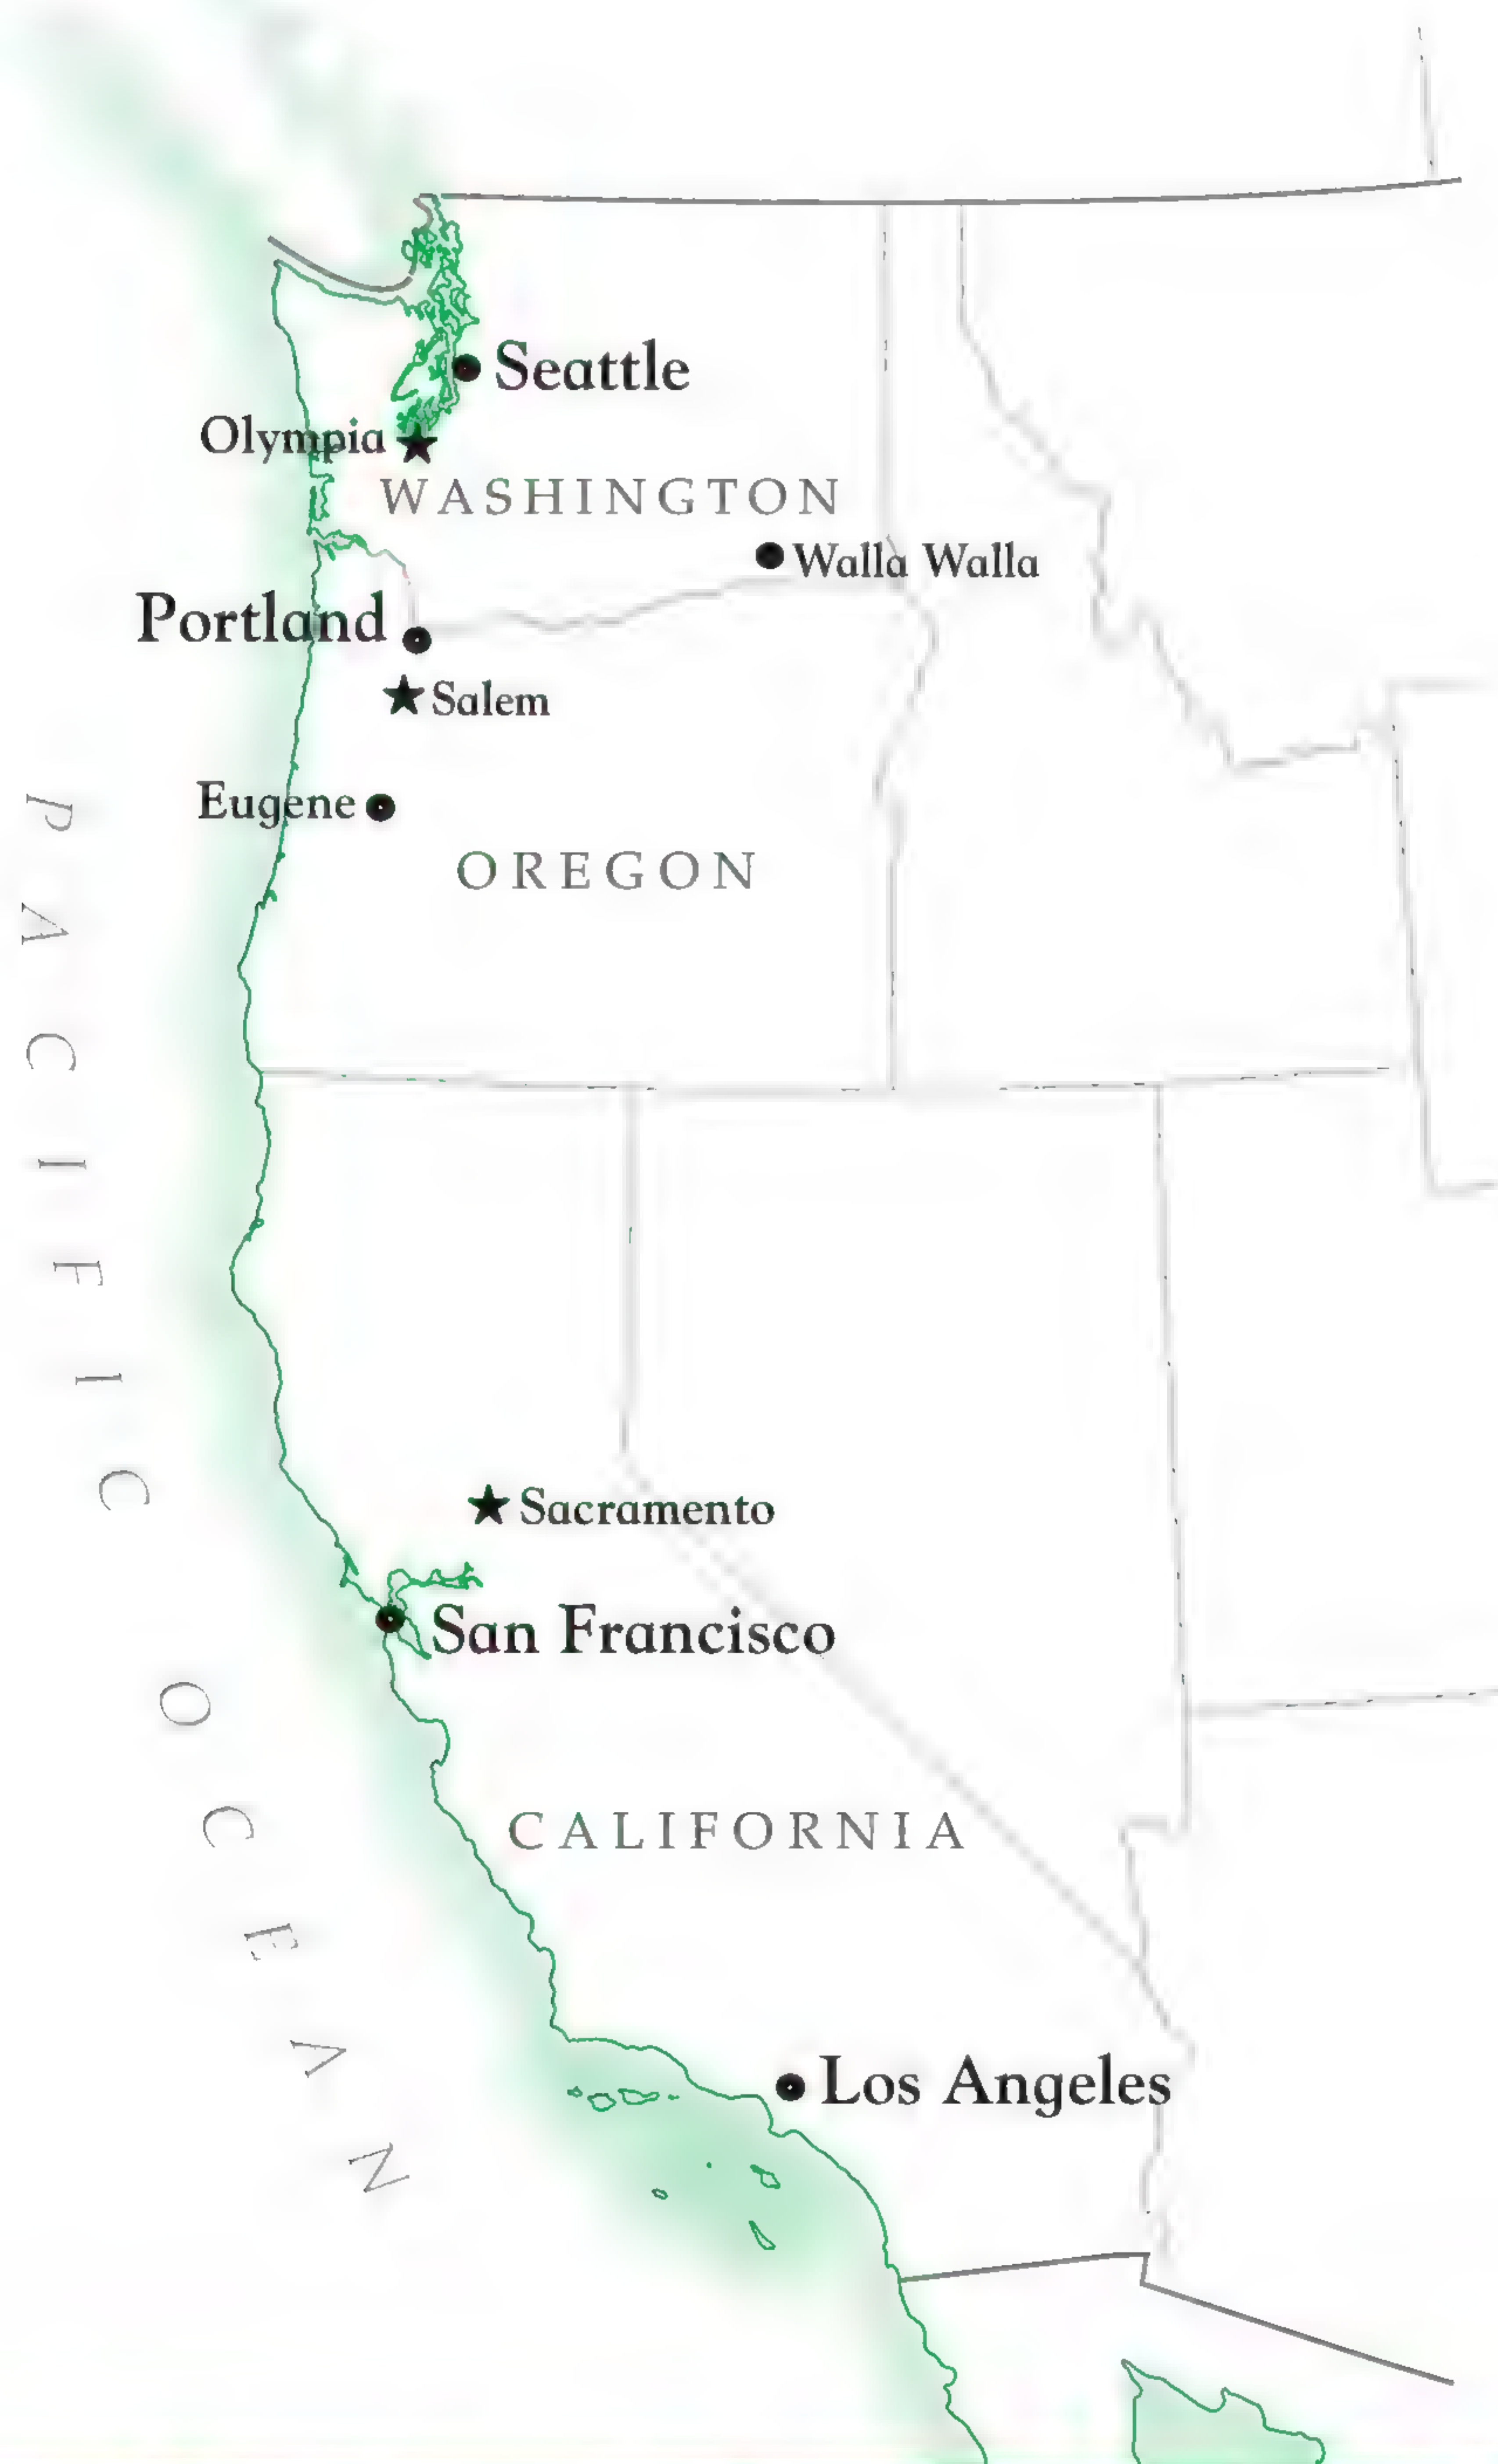 Seattle
Olympia
WASHINGTON
Walla Walla
Portland
Salem
Eugene
OREGON
PACIFIC OCEAN
Sacramento
San Francisco
CALIFORNIA
Los Angeles